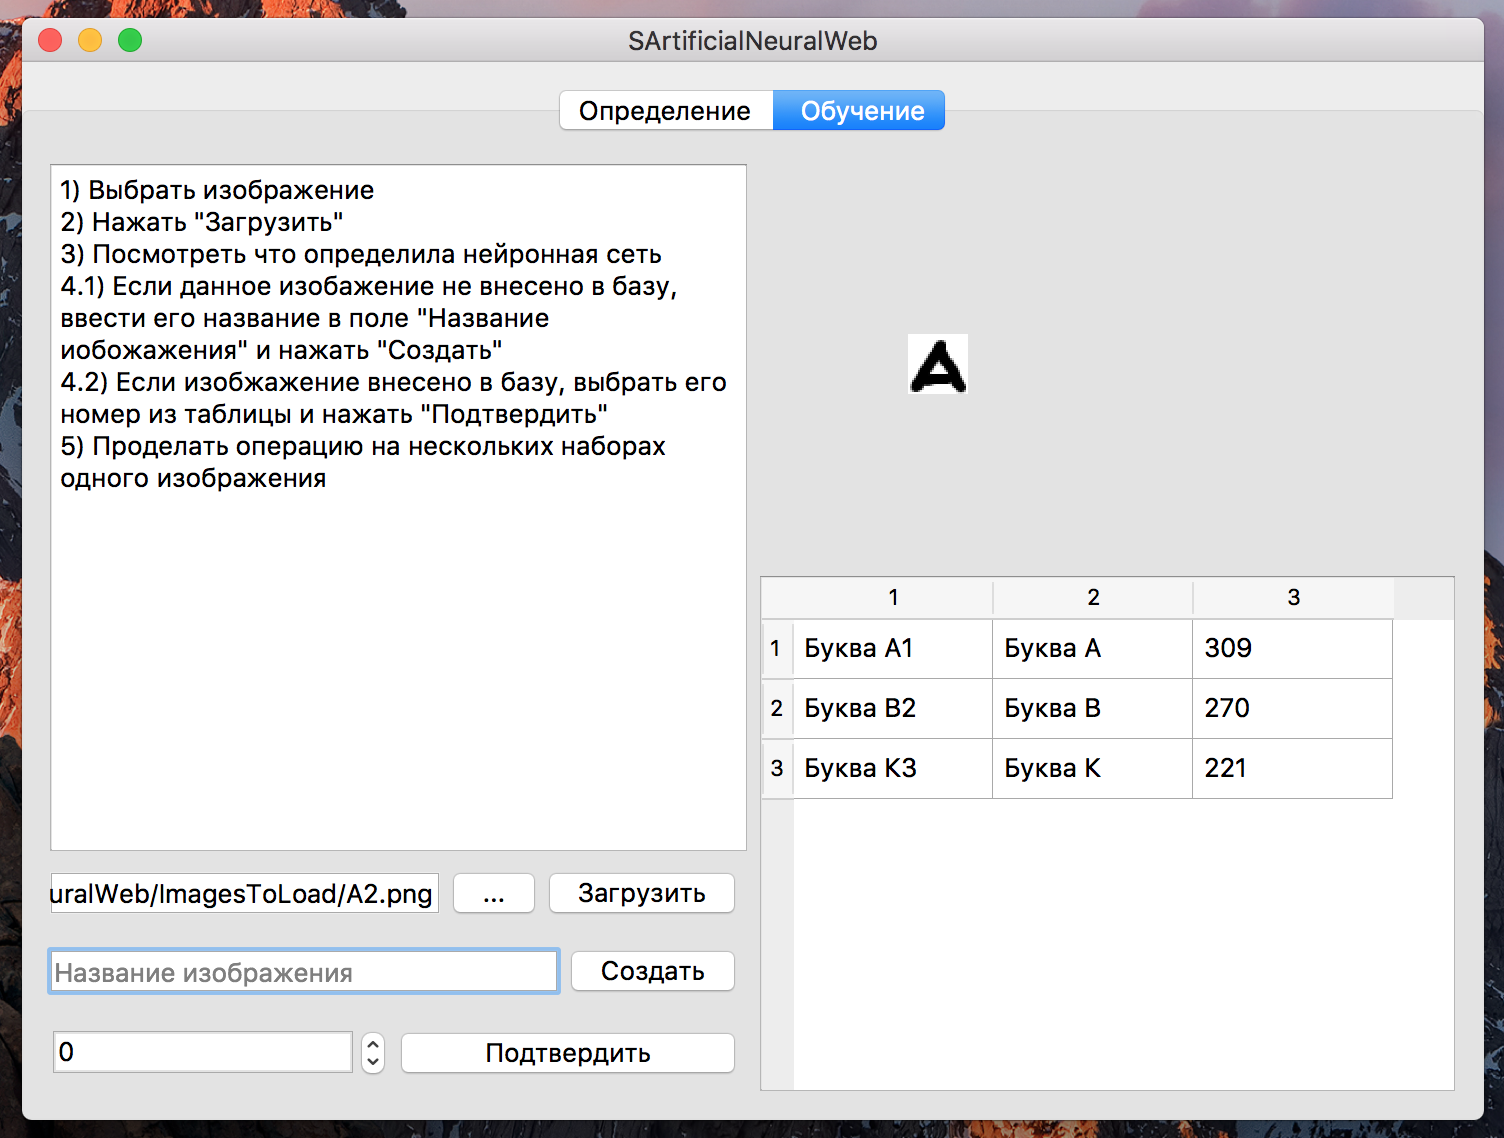 SArtificialNeuralWeb
Определение
Обучение
1) Выбрать изображение
2) Нажать "Загрузить"
3) Посмотреть что определила нейронная сеть
4.1) Если данное изобажение не внесено в базу,
ввести его название в поле "Название
иобожажения" и нажать "Создать"
4.2) Если изобжажение внесено в базу, выбрать его
номер из таблицы и нажать "Подтвердить"
5) Проделать операцию на нескольких наборах
одного изображения
A
1 2 3
1 Буква A1 Буква A 309
2 Буква B2 Буква B 270
3 Буква К3 Буква К 221
uralWeb/ImagesToLoad/A2.png ... Загрузить
Название изображения Создать
0 Подтвердить